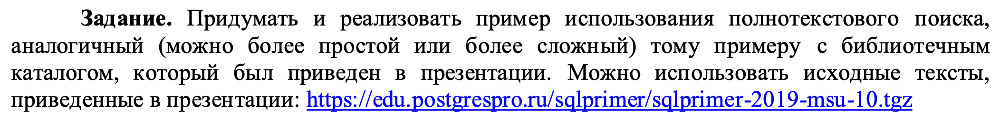 Задание. Придумать и реализовать пример использования полнотекстового поиска,
аналогичный (можно более простой или более сложный) тому примеру с библиотечным
каталогом, который был приведен в презентации. Можно использовать исходные тексты,
приведенные в презентации: https://edu.postgrespro.ru/sqlprimer/sqlprimer-2019-msu-10.tgz